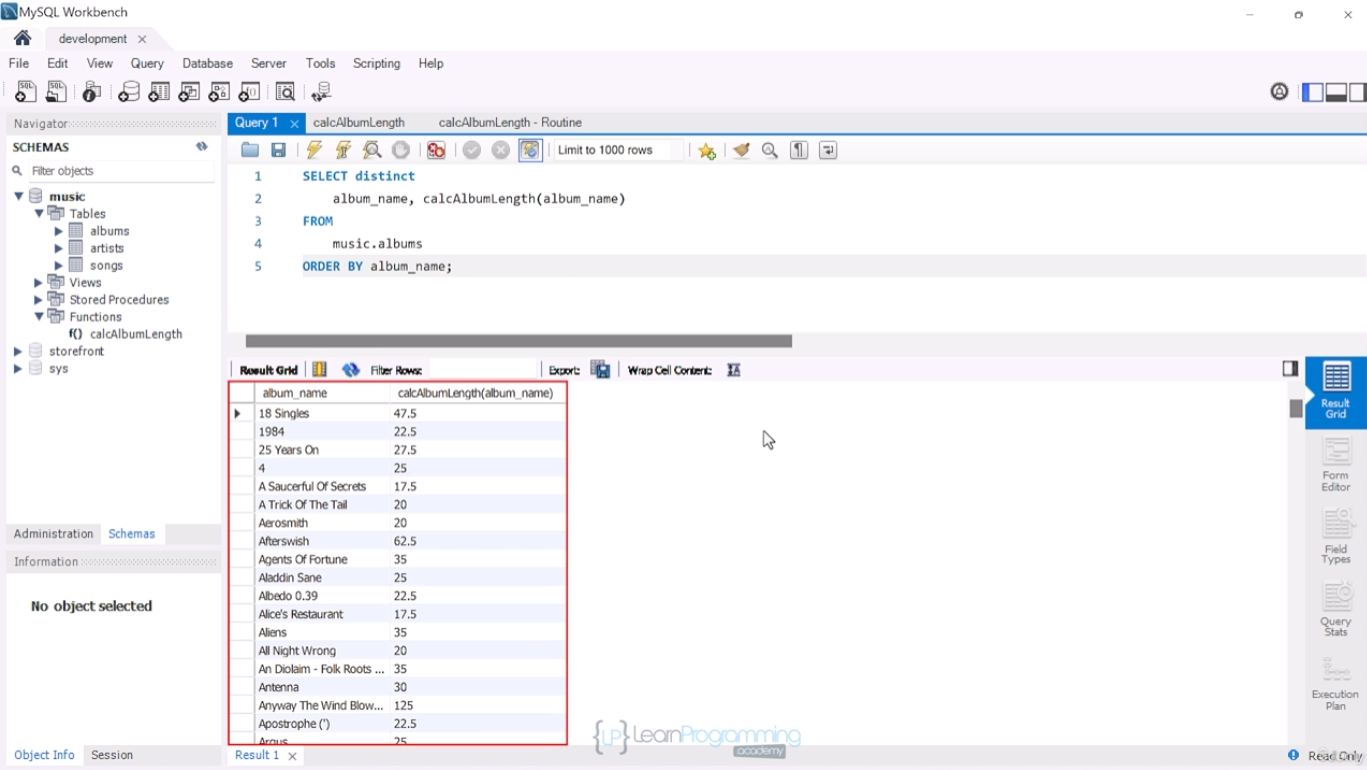 MySQL Workbench
development
File Edit View Query Database Server Tools Scripting Help
Navigator
SCHEMAS
Filter objects
music
Tables
albums
artists
songs
Views
Stored Procedures
Functions
f() calcAlbumLength
storefront
sys
Administration Schemas
Information
No object selected
Object Info Session
Query 1 calcAlbumLength calcAlbumLength - Routine
Limit to 1000 rows
1 SELECT distinct
2 album_name, calcAlbumLength(album_name)
3 FROM
4 music.albums
5 ORDER BY album_name;
Result Grid Filter Rows: Export: Wrap Cell Content:
album_name calcAlbumLength(album_name)
18 Singles 47.5
1984 22.5
25 Years On 27.5
4 25
A Saucerful Of Secrets 17.5
A Trick Of The Tail 20
Aerosmith 20
Afterswish 62.5
Agents Of Fortune 35
Aladdin Sane 25
Albedo 0.39 22.5
Alice's Restaurant 17.5
Aliens 35
All Night Wrong 20
An Diolaim - Folk Roots ... 35
Antenna 30
Anyway The Wind Blow... 125
Apostrophe (') 22.5
Argus 25
Result 1
Result
Grid
Form
Editor
Field
Types
Query
Stats
Execution
Plan
Read Only
{LP} LearnProgramming
academy